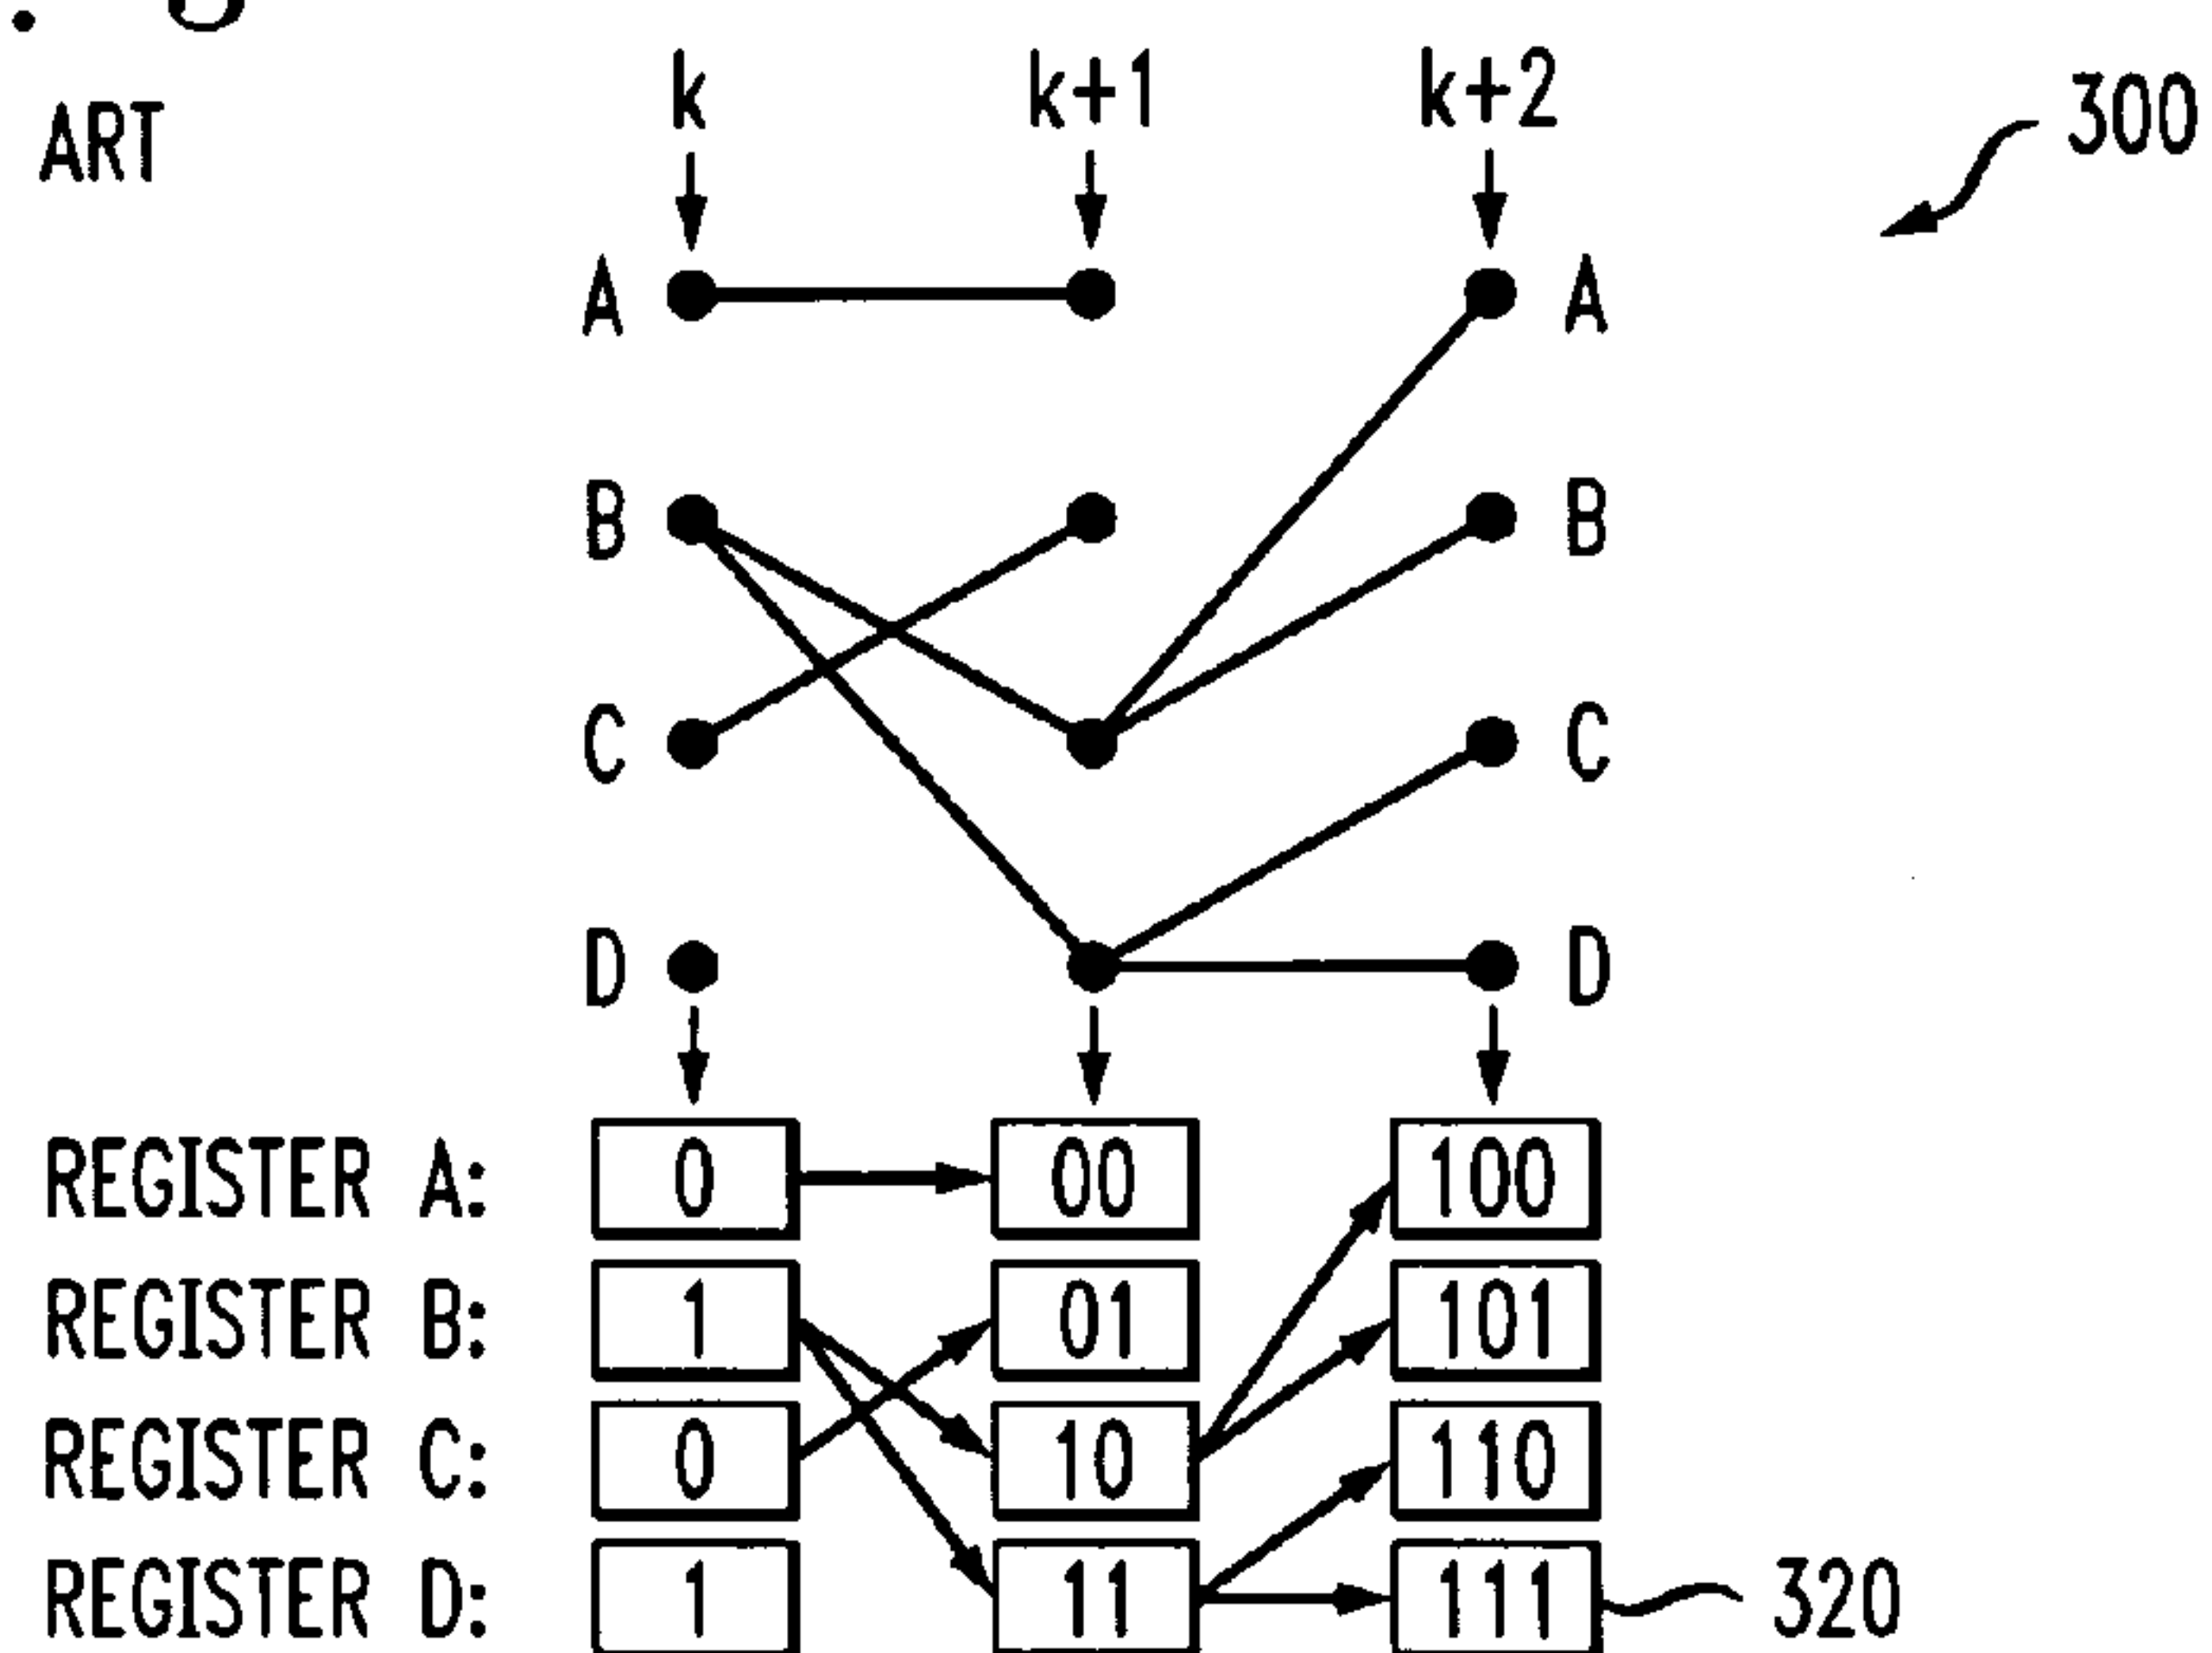 ART
k k+1 k+2 300
A A
B B
C C
D D
REGISTER A: 0 00 100
REGISTER B: 1 01 101
REGISTER C: 0 10 110
REGISTER D: 1 11 111 320